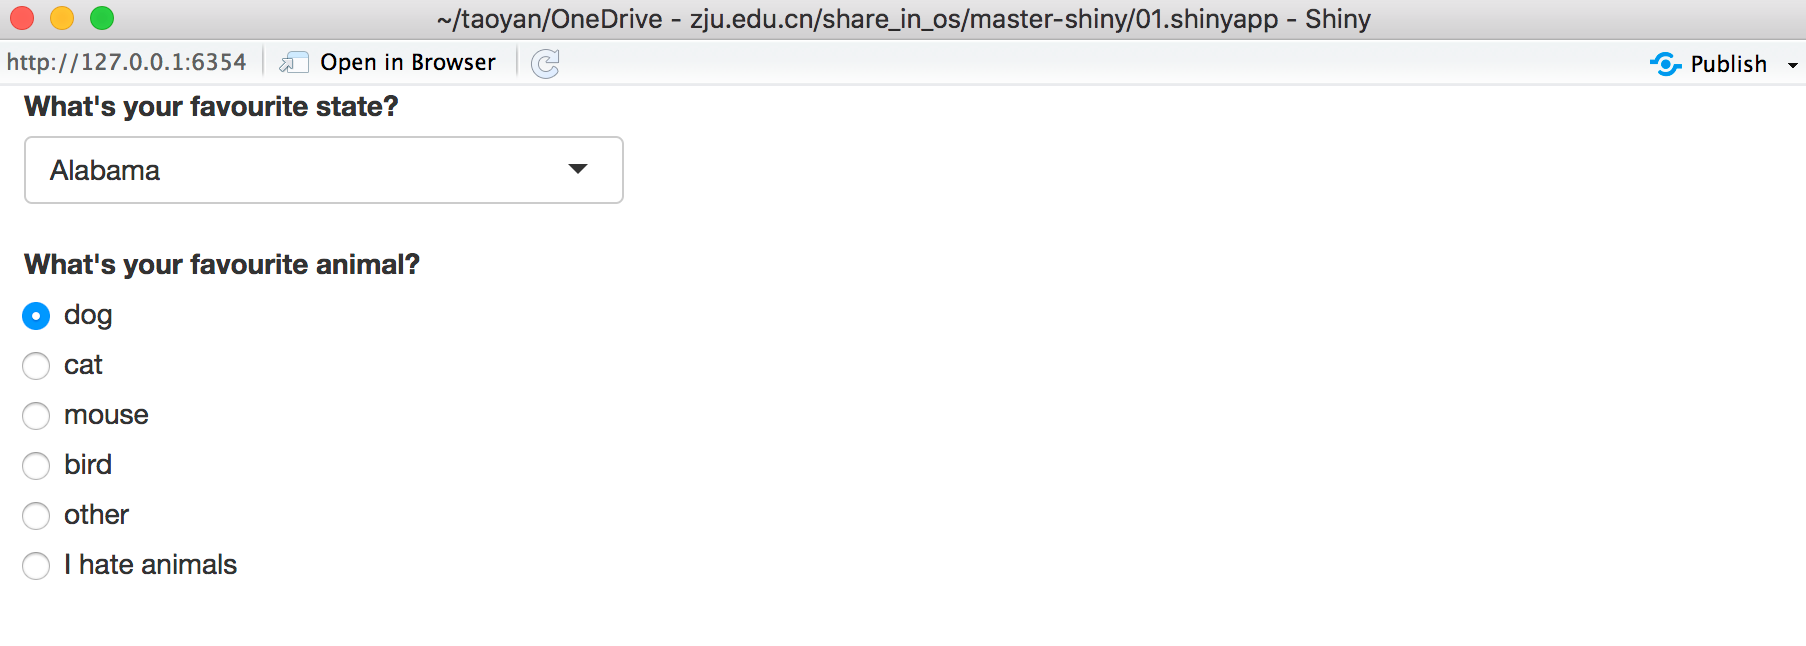 ~/taoyan/OneDrive - zju.edu.cn/share_in_os/master-shiny/01.shinyapp - Shiny
http://127.0.0.1:6354 Open in Browser Publish
What's your favourite state?
Alabama
What's your favourite animal?
dog
cat
mouse
bird
other
I hate animals